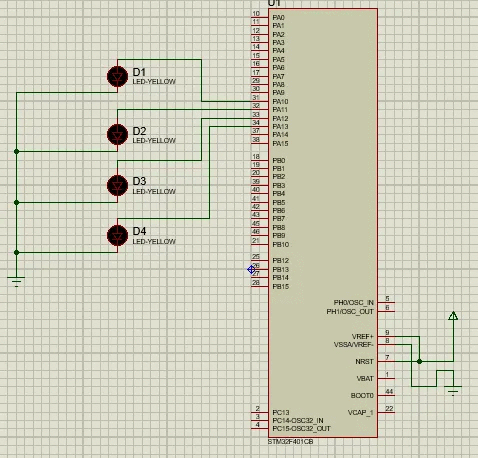 U1
10 PA0
11 PA1
12 PA2
13 PA3
14 PA4
15 PA5
16 PA6
17 PA7
29 PA8
30 PA9
31 PA10
32 PA11
33 PA12
34 PA13
37 PA14
38 PA15
18 PB0
19 PB1
20 PB2
39 PB3
40 PB4
41 PB5
42 PB6
43 PB7
45 PB8
46 PB9
21 PB10
25 PB12
26 PB13
27 PB14
28 PB15
2 PC13
3 PC14-OSC32_IN
4 PC15-OSC32_OUT
PH0/OSC_IN 5
PH1/OSC_OUT 6
VREF+ 9
VSSA/VREF- 8
NRST 7
VBAT 1
BOOT0 44
VCAP_1 22
STM32F401CB
D1
LED-YELLOW
D2
LED-YELLOW
D3
LED-YELLOW
D4
LED-YELLOW